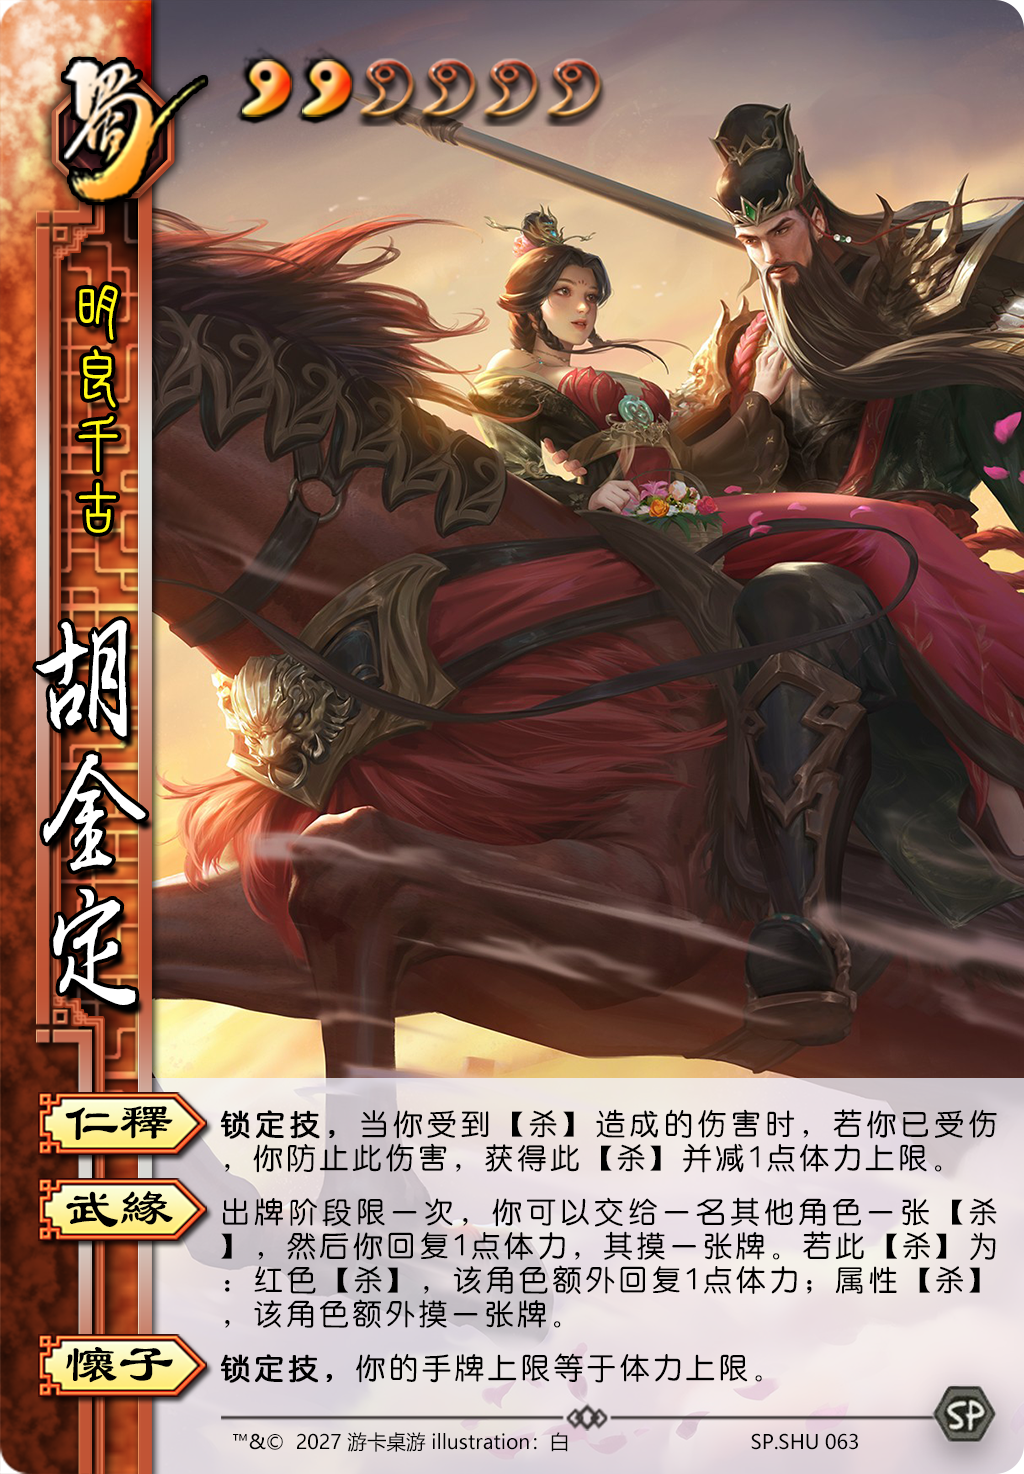 蜀
明良千古
胡金定
仁釋
锁定技，当你受到【杀】造成的伤害时，若你已受伤
，你防止此伤害，获得此【杀】并减1点体力上限。
武緣
出牌阶段限一次，你可以交给一名其他角色一张【杀
】，然后你回复1点体力，其摸一张牌。若此【杀】为
：红色【杀】，该角色额外回复1点体力；属性【杀】
，该角色额外摸一张牌。
懷子
锁定技，你的手牌上限等于体力上限。
SP
™&© 2027 游卡桌游 illustration：白
SP.SHU 063